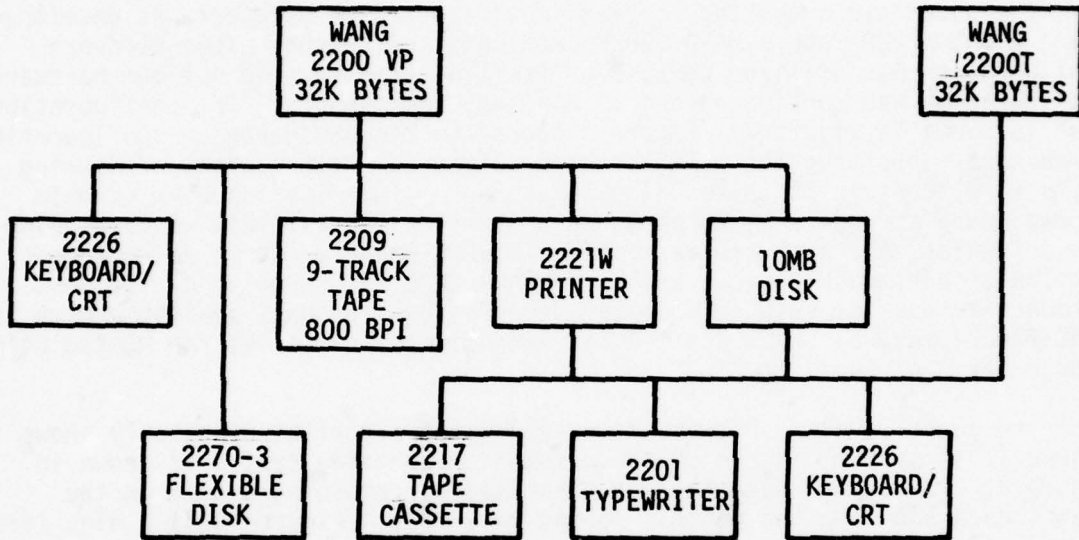 WANG
2200 VP
32K BYTES
WANG
2200T
32K BYTES
2226
KEYBOARD/
CRT
2209
9-TRACK
TAPE
800 BPI
2221W
PRINTER
10MB
DISK
2270-3
FLEXIBLE
DISK
2217
TAPE
CASSETTE
2201
TYPEWRITER
2226
KEYBOARD/
CRT